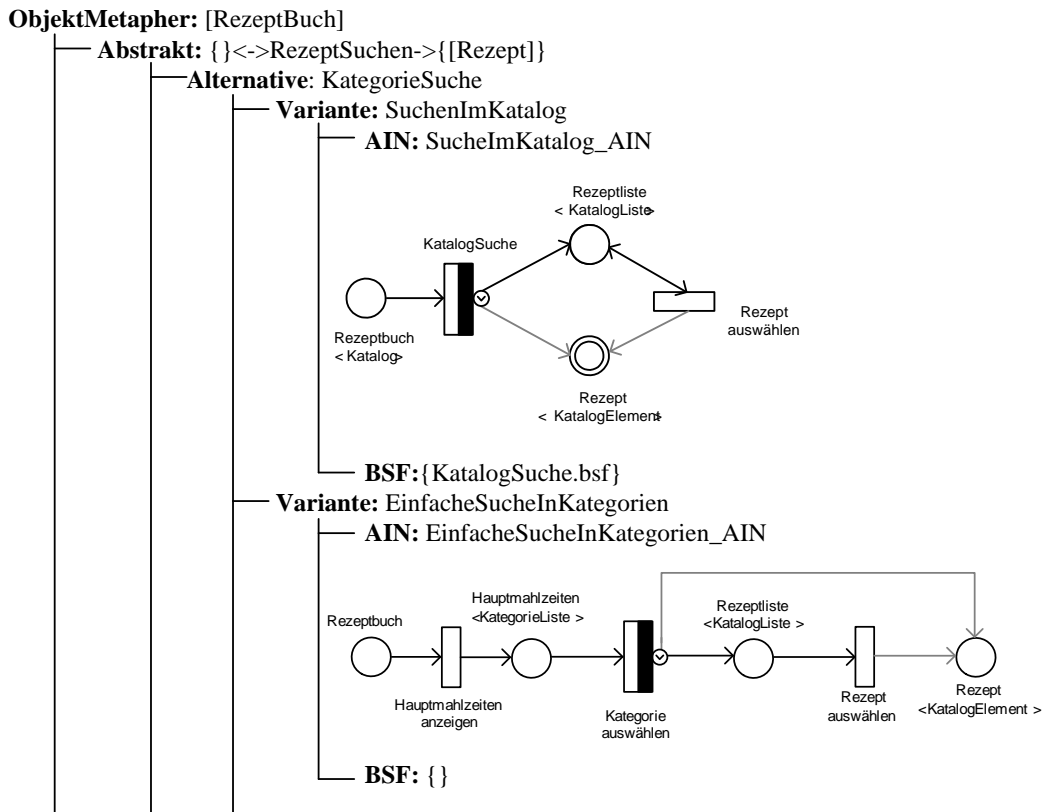 ObjektMetapher: [RezeptBuch]
Abstrakt: {}<->RezeptSuchen->{[Rezept]}
Alternative: KategorieSuche
Variante: SuchenImKatalog
AIN: SucheImKatalog_AIN
Rezeptliste
< KatalogListe>
KatalogSuche
Rezept
auswählen
Rezeptbuch
< Katalog>
Rezept
< KatalogElement>
BSF:{KatalogSuche.bsf}
Variante: EinfacheSucheInKategorien
AIN: EinfacheSucheInKategorien_AIN
Rezeptbuch
Hauptmahlzeiten
<KategorieListe >
Rezeptliste
<KatalogListe >
Hauptmahlzeiten
anzeigen
Kategorie
auswählen
Rezept
auswählen
Rezept
<KatalogElement >
BSF: {}